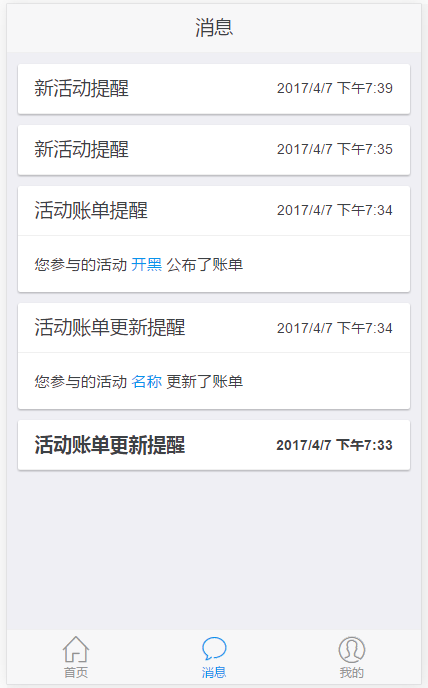 消息
新活动提醒 2017/4/7 下午7:39
新活动提醒 2017/4/7 下午7:35
活动账单提醒 2017/4/7 下午7:34
您参与的活动 开黑 公布了账单
活动账单更新提醒 2017/4/7 下午7:34
您参与的活动 名称 更新了账单
活动账单更新提醒 2017/4/7 下午7:33
首页 消息 我的